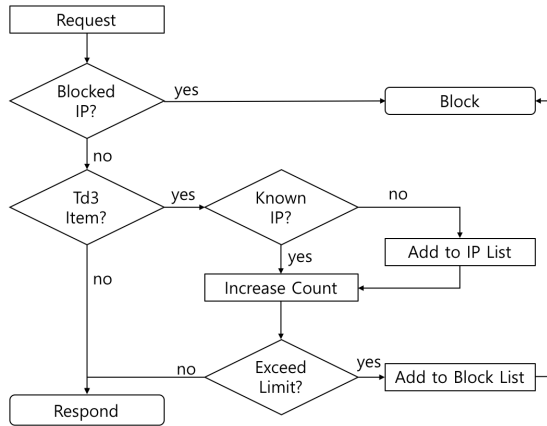 Request
Blocked
IP?
yes
Block
no
Td3
Item?
yes
Known
IP?
no
Add to IP List
yes
no
Increase Count
Exceed
Limit?
no
yes
Add to Block List
Respond